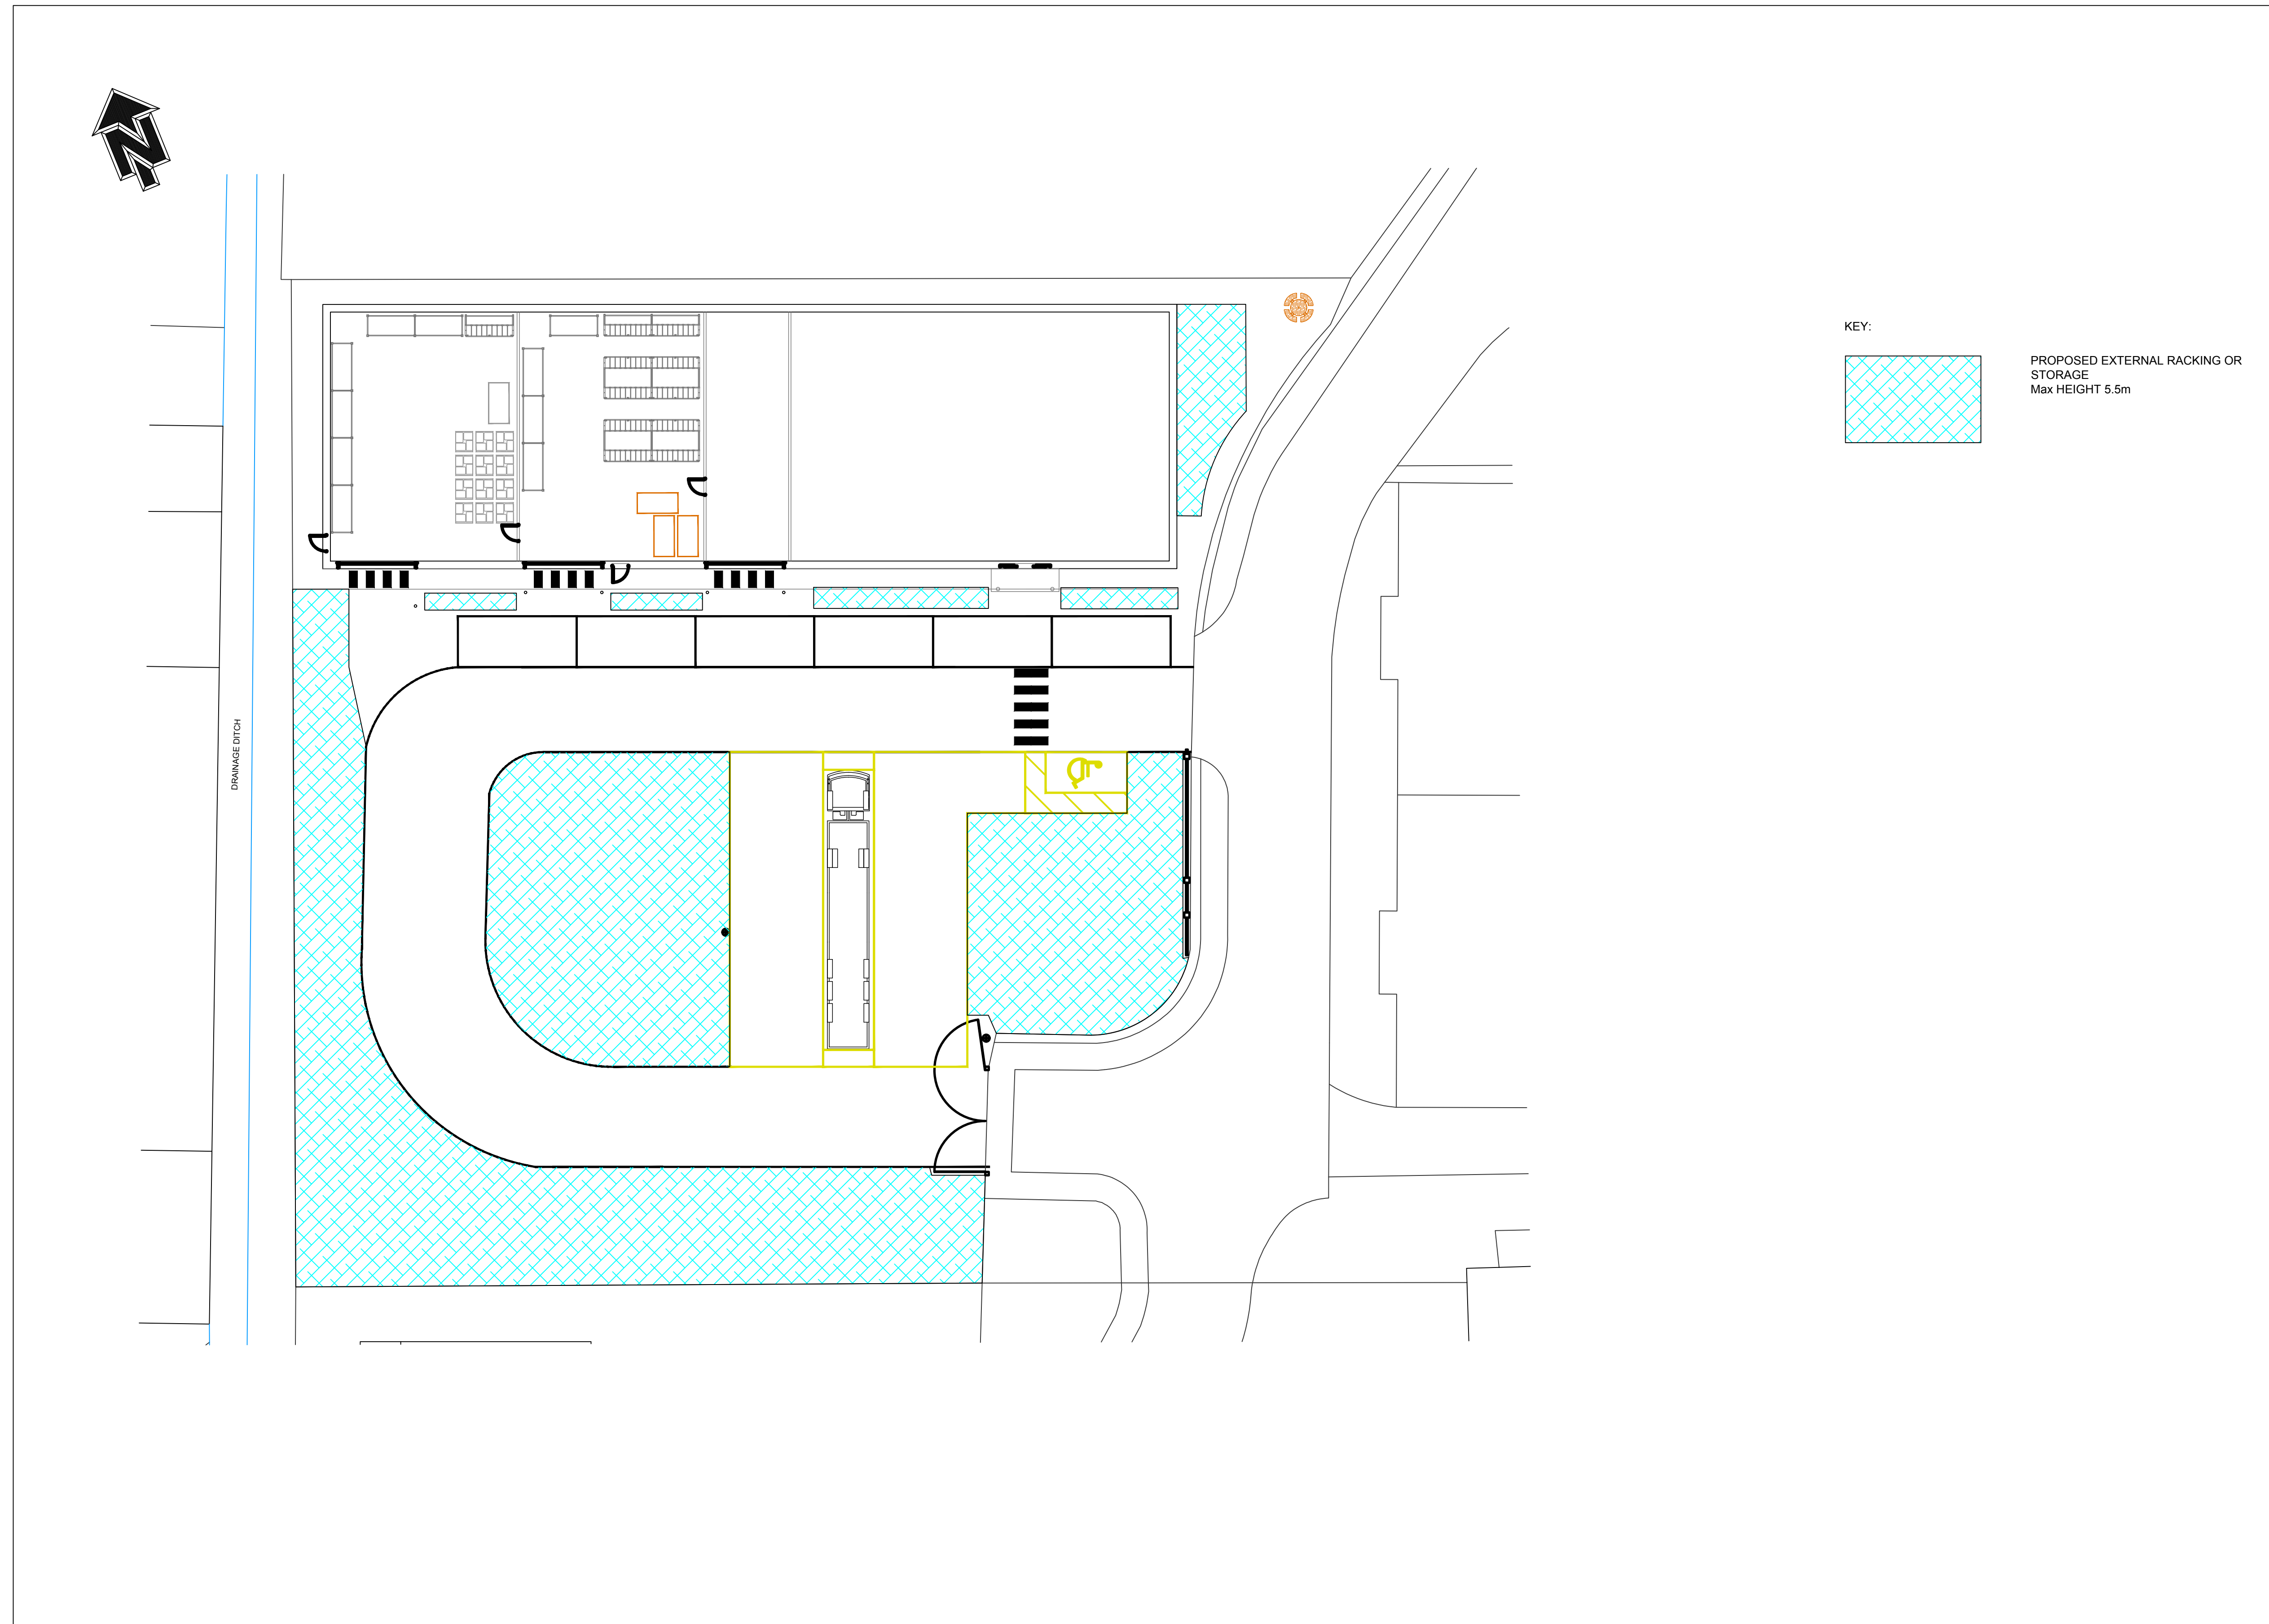 N
KEY:
PROPOSED EXTERNAL RACKING OR
STORAGE
Max HEIGHT 5.5m
DRAINAGE DITCH